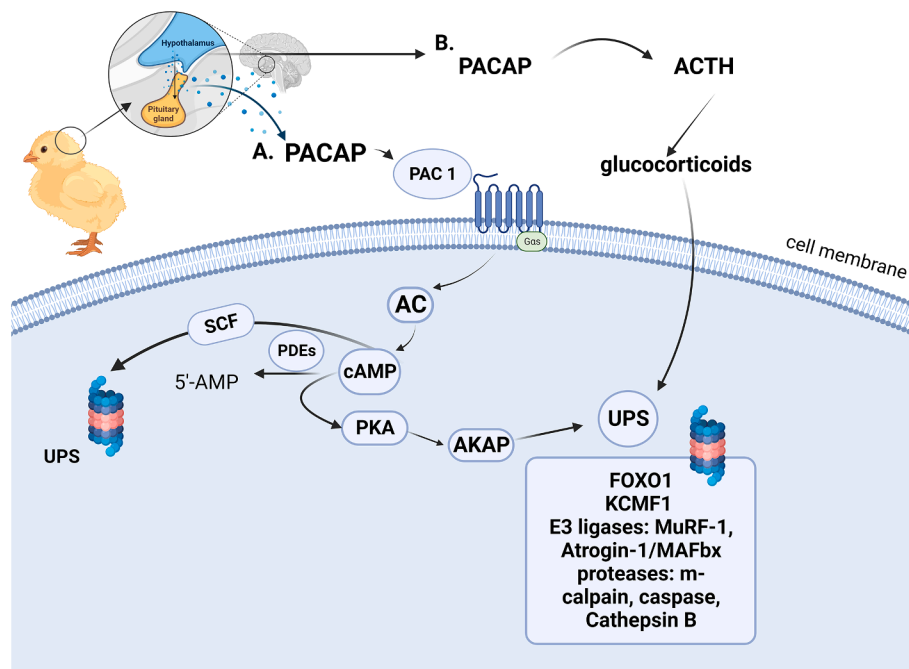 Hypothalamus
Pituitary
gland
B.
PACAP
ACTH
A. PACAP
PAC 1
glucocorticoids
Gαs
cell membrane
AC
SCF
PDEs
cAMP
5'-AMP
PKA
AKAP
UPS
UPS
FOXO1
KCMF1
E3 ligases: MuRF-1,
Atrogin-1/MAFbx
proteases: m-
calpain, caspase,
Cathepsin B